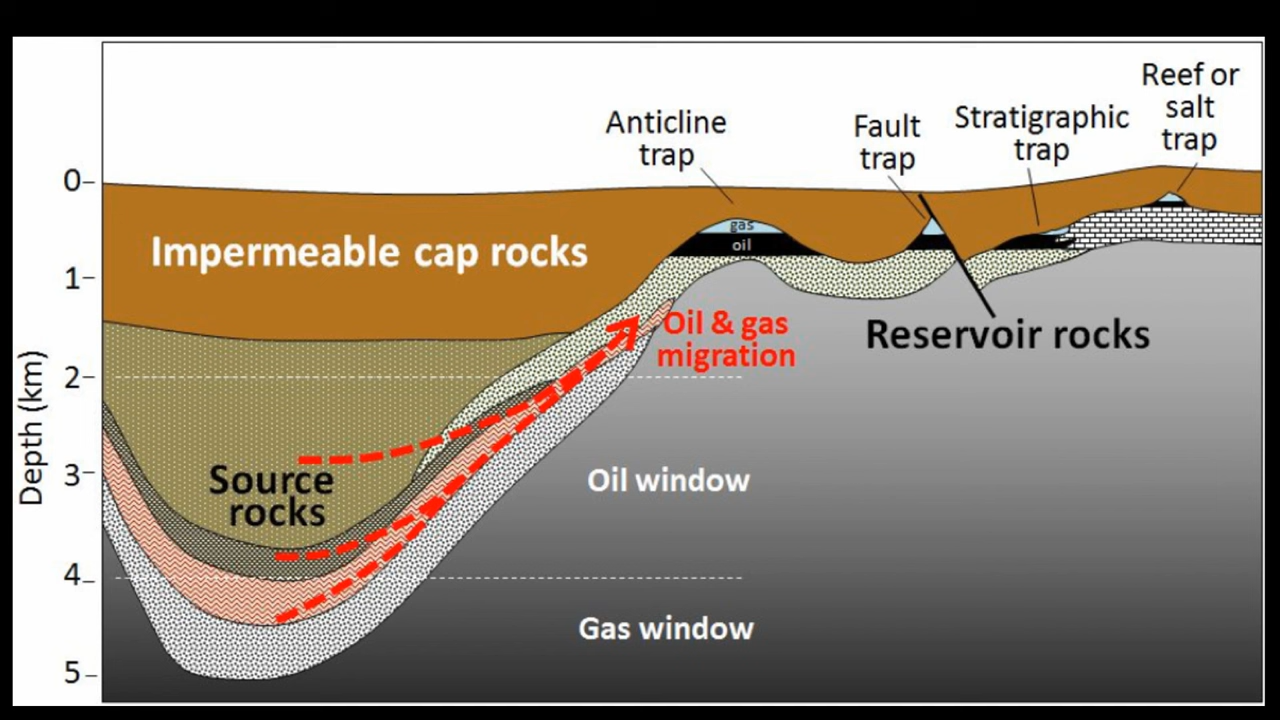 Reef or
salt
trap
Anticline
trap
Fault
trap
Stratigraphic
trap
0
gas
oil
Impermeable cap rocks
1
Oil & gas
migration
Reservoir rocks
2
Depth (km)
3
Source
rocks
Oil window
4
Gas window
5